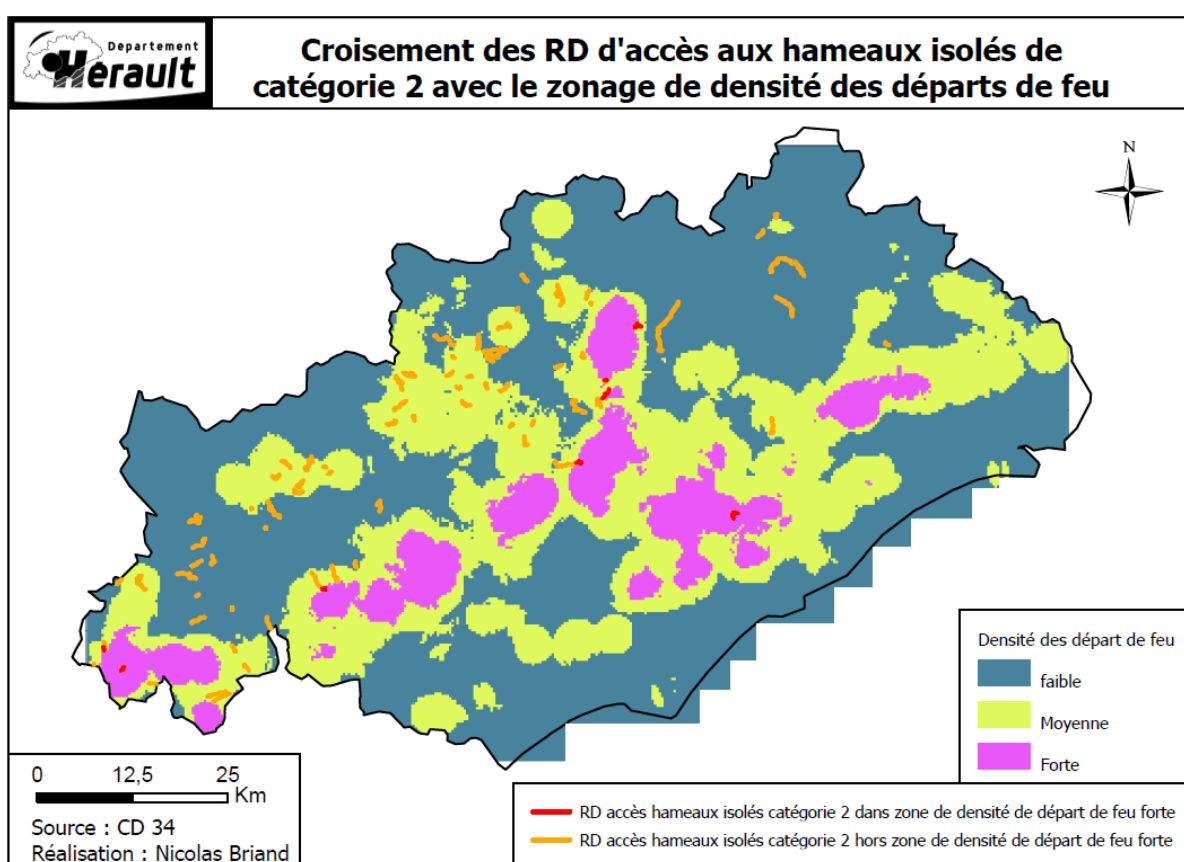 Departement
Hérault
Croisement des RD d'accès aux hameaux isolés de
catégorie 2 avec le zonage de densité des départs de feu
N
Densité des départ de feu
faible
Moyenne
Forte
0 12,5 25
Km
Source : CD 34
Réalisation : Nicolas Briand
RD accès hameaux isolés catégorie 2 dans zone de densité de départ de feu forte
RD accès hameaux isolés catégorie 2 hors zone de densité de départ de feu forte